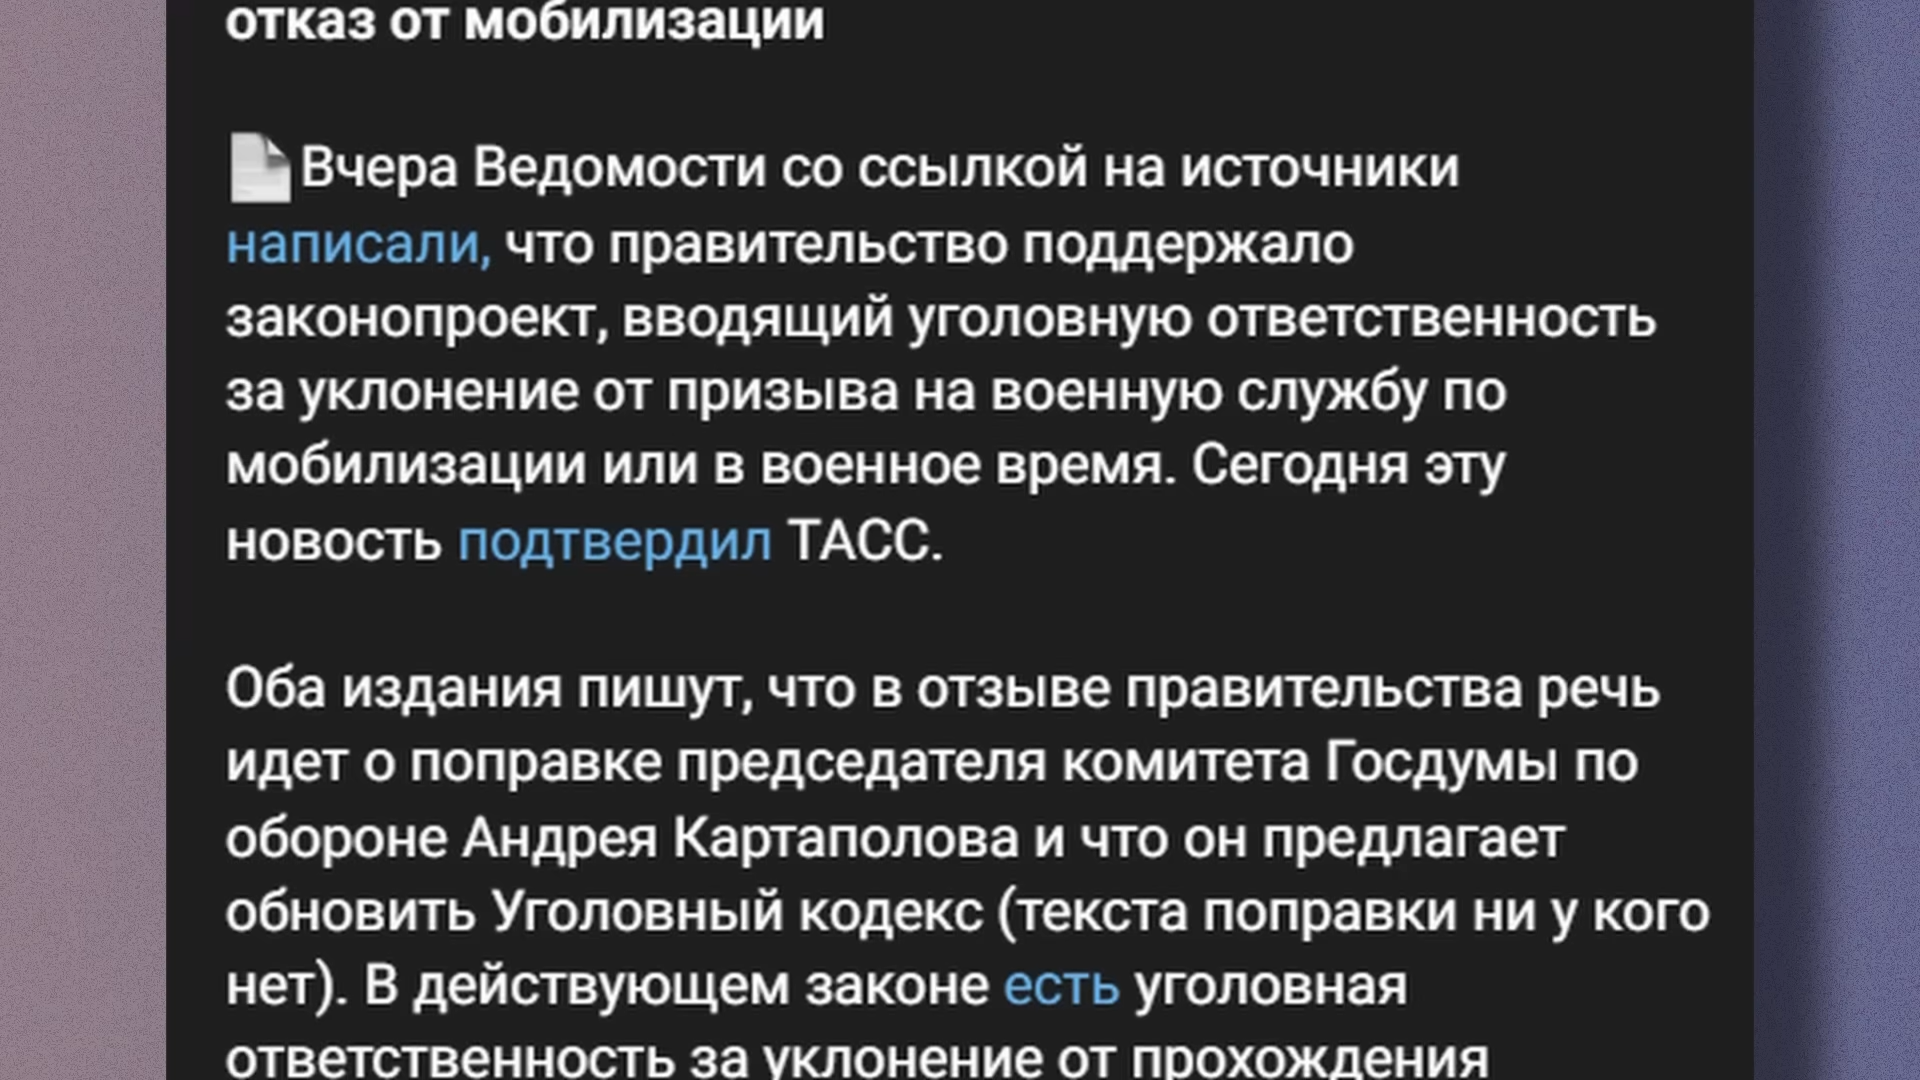 отказ от мобилизации
Вчера Ведомости со ссылкой на источники
написали, что правительство поддержало
законопроект, вводящий уголовную ответственность
за уклонение от призыва на военную службу по
мобилизации или в военное время. Сегодня эту
новость подтвердил ТАСС.
Оба издания пишут, что в отзыве правительства речь
идет о поправке председателя комитета Госдумы по
обороне Андрея Картаполова и что он предлагает
обновить Уголовный кодекс (текста поправки ни у кого
нет). В действующем законе есть уголовная
ответственность за уклонение от прохождения